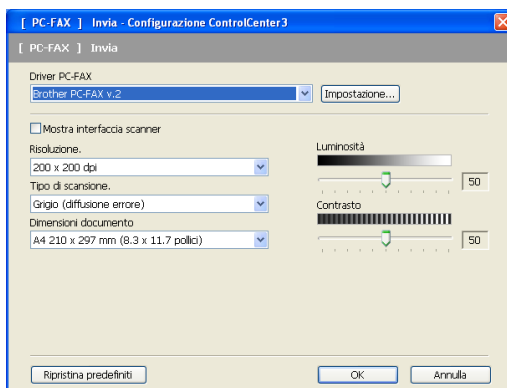 [ PC-FAX ] Invia - Configurazione ControlCenter3
[ PC-FAX ] Invia
Driver PC-FAX
Brother PC-FAX v.2
Impostazione...
Mostra interfaccia scanner
Risoluzione.
200 x 200 dpi
Tipo di scansione.
Grigio (diffusione errore)
Dimensioni documento
A4 210 x 297 mm (8.3 x 11.7 pollici)
Luminosità
50
Contrasto
50
Ripristina predefiniti
OK
Annulla